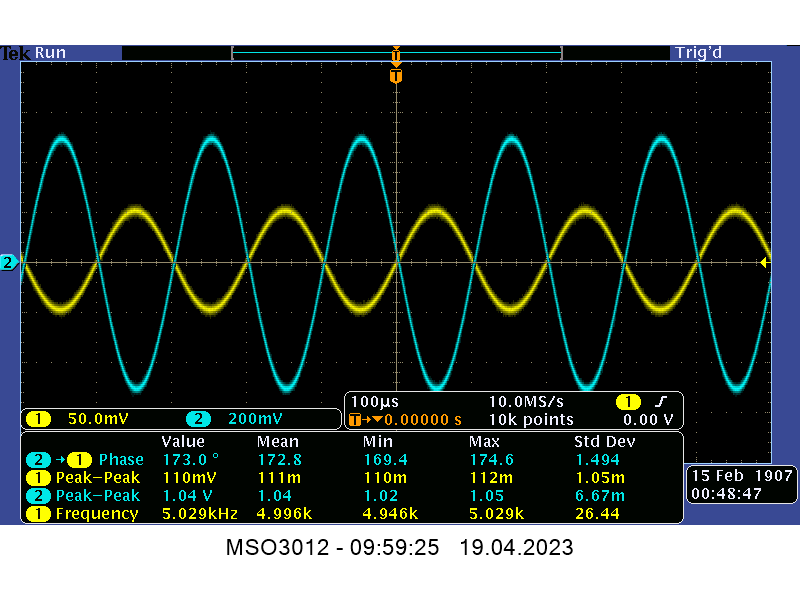 Tek Run Trig'd
T
T
2
100µs 10.0MS/s 1
1 50.0mV 2 200mV T→▼0.00000 s 10k points 0.00 V
Value Mean Min Max Std Dev
2 →1 Phase 173.0 ° 172.8 169.4 174.6 1.494
1 Peak−Peak 110mV 111m 110m 112m 1.05m
2 Peak−Peak 1.04 V 1.04 1.02 1.05 6.67m
1 Frequency 5.029kHz 4.996k 4.946k 5.029k 26.44
15 Feb 1907
00:48:47
MSO3012 - 09:59:25 19.04.2023